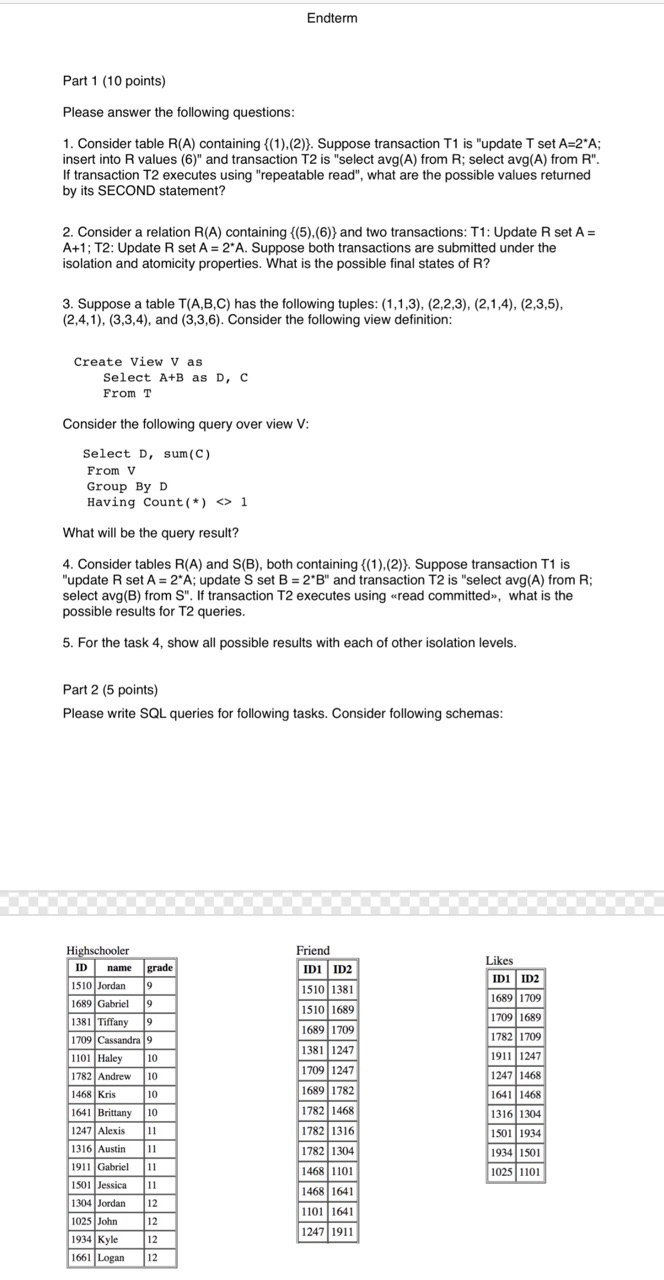 Endterm
Part 1 (10 points)
Please answer the following questions:
1. Consider table R(A) containing {(1),(2)}. Suppose transaction T1 is "update T set A=2*A;
insert into R values (6)" and transaction T2 is "select avg(A) from R; select avg(A) from R".
If transaction T2 executes using "repeatable read", what are the possible values returned
by its SECOND statement?
2. Consider a relation R(A) containing {(5),(6)} and two transactions: T1: Update R set A =
A+1; T2: Update R set A = 2*A. Suppose both transactions are submitted under the
isolation and atomicity properties. What is the possible final states of R?
3. Suppose a table T(A,B,C) has the following tuples: (1,1,3), (2,2,3), (2,1,4), (2,3,5),
(2,4,1), (3,3,4), and (3,3,6). Consider the following view definition:
Create View V as
Select A+B as D, C
From T
Consider the following query over view V:
Select D, sum(C)
From V
Group By D
Having Count(*) <> 1
What will be the query result?
4. Consider tables R(A) and S(B), both containing {(1),(2)}. Suppose transaction T1 is
"update R set A = 2*A; update S set B = 2*B" and transaction T2 is "select avg(A) from R;
select avg(B) from S". If transaction T2 executes using «read committed», what is the
possible results for T2 queries.
5. For the task 4, show all possible results with each of other isolation levels.
Part 2 (5 points)
Please write SQL queries for following tasks. Consider following schemas:
Highschooler
ID name grade
1510 Jordan 9
1689 Gabriel 9
1381 Tiffany 9
1709 Cassandra 9
1101 Haley 10
1782 Andrew 10
1468 Kris 10
1641 Brittany 10
1247 Alexis 11
1316 Austin 11
1911 Gabriel 11
1501 Jessica 11
1304 Jordan 12
1025 John 12
1934 Kyle 12
1661 Logan 12
Friend
ID1 ID2
1510 1381
1510 1689
1689 1709
1381 1247
1709 1247
1689 1782
1782 1468
1782 1316
1782 1304
1468 1101
1468 1641
1101 1641
1247 1911
Likes
ID1 ID2
1689 1709
1709 1689
1782 1709
1911 1247
1247 1468
1641 1468
1316 1304
1501 1934
1934 1501
1025 1101